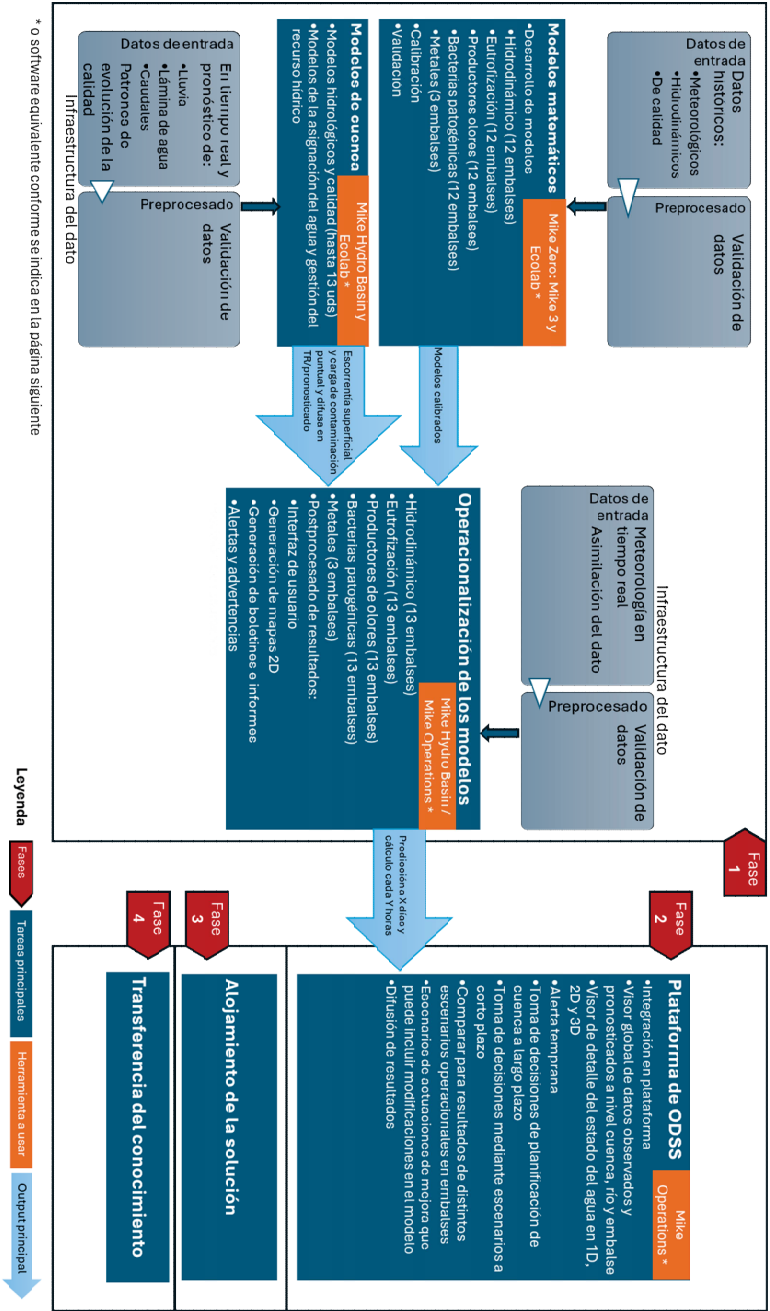 Datos de
entrada
Datos
históricos:
•Meteorológicos
•Hidrodinámicos
•De calidad
Preprocesado
Validación de
datos
Modelos matemáticos
Mike Zero: Mike 3 y
Ecolab *
•Desarrollo de modelos
•Hidrodinámico (12 embalses)
•Eutrofización (12 embalses)
•Productores olores (12 embalses)
•Bacterias patogénicas (12 embalses)
•Metales (3 embalses)
•Calibración
•Validación
Modelos de cuenca
Mike Hydro Basin y
Ecolab *
•Modelos hidrológicos y calidad (hasta 13 uds)
•Modelos de la asignación del agua y gestión del
recurso hídrico
Datos de entrada
En tiempo real y
pronóstico de:
•Lluvia
•Lámina de agua
•Caudales
Patrones de
evolución de la
calidad
Preprocesado
Validación de
datos
Infraestructura del dato
Modelos calibrados
Escorrentía superficial
y carga de contaminación
puntual y difusa en
TR/pronosticado
Infraestructura del dato
Datos de
entrada
Meteorología en
tiempo real
Asimilación del dato
Preprocesado
Validación de
datos
Operacionalización de los modelos
Mike Hydro Basin /
Mike Operations *
•Hidrodinámico (13 embalses)
•Eutrofización (13 embalses)
•Productores de olores (13 embalses)
•Bacterias patogénicas (13 embalses)
•Metales (3 embalses)
•Postprocesado de resultados:
•Interfaz de usuario
•Generación de mapas 2D
•Generación de boletines e informes
•Alertas y advertencias
Fase
1
Predicción a X días y
cálculo cada Y horas
Fase
2
Plataforma de ODSS
Mike
Operations *
•Integración en plataforma
•Visor global de datos observados y
pronosticados a nivel cuenca, río y embalse
•Visor de detalle del estado del agua en 1D,
2D y 3D
•Alerta temprana
•Toma de decisiones de planificación de
cuenca a largo plazo
•Toma de decisiones mediante escenarios a
corto plazo
•Comparar para resultados de distintos
escenarios operacionales en embalses
•Escenarios de actuaciones de mejora que
puede incluir modificaciones en el modelo
•Difusión de resultados
Fase
3
Alojamiento de la solución
Fase
4
Transferencia del conocimiento
* o software equivalente conforme se indica en la página siguiente
Leyenda
Fases
Tareas principales
Herramienta a usar
Output principal